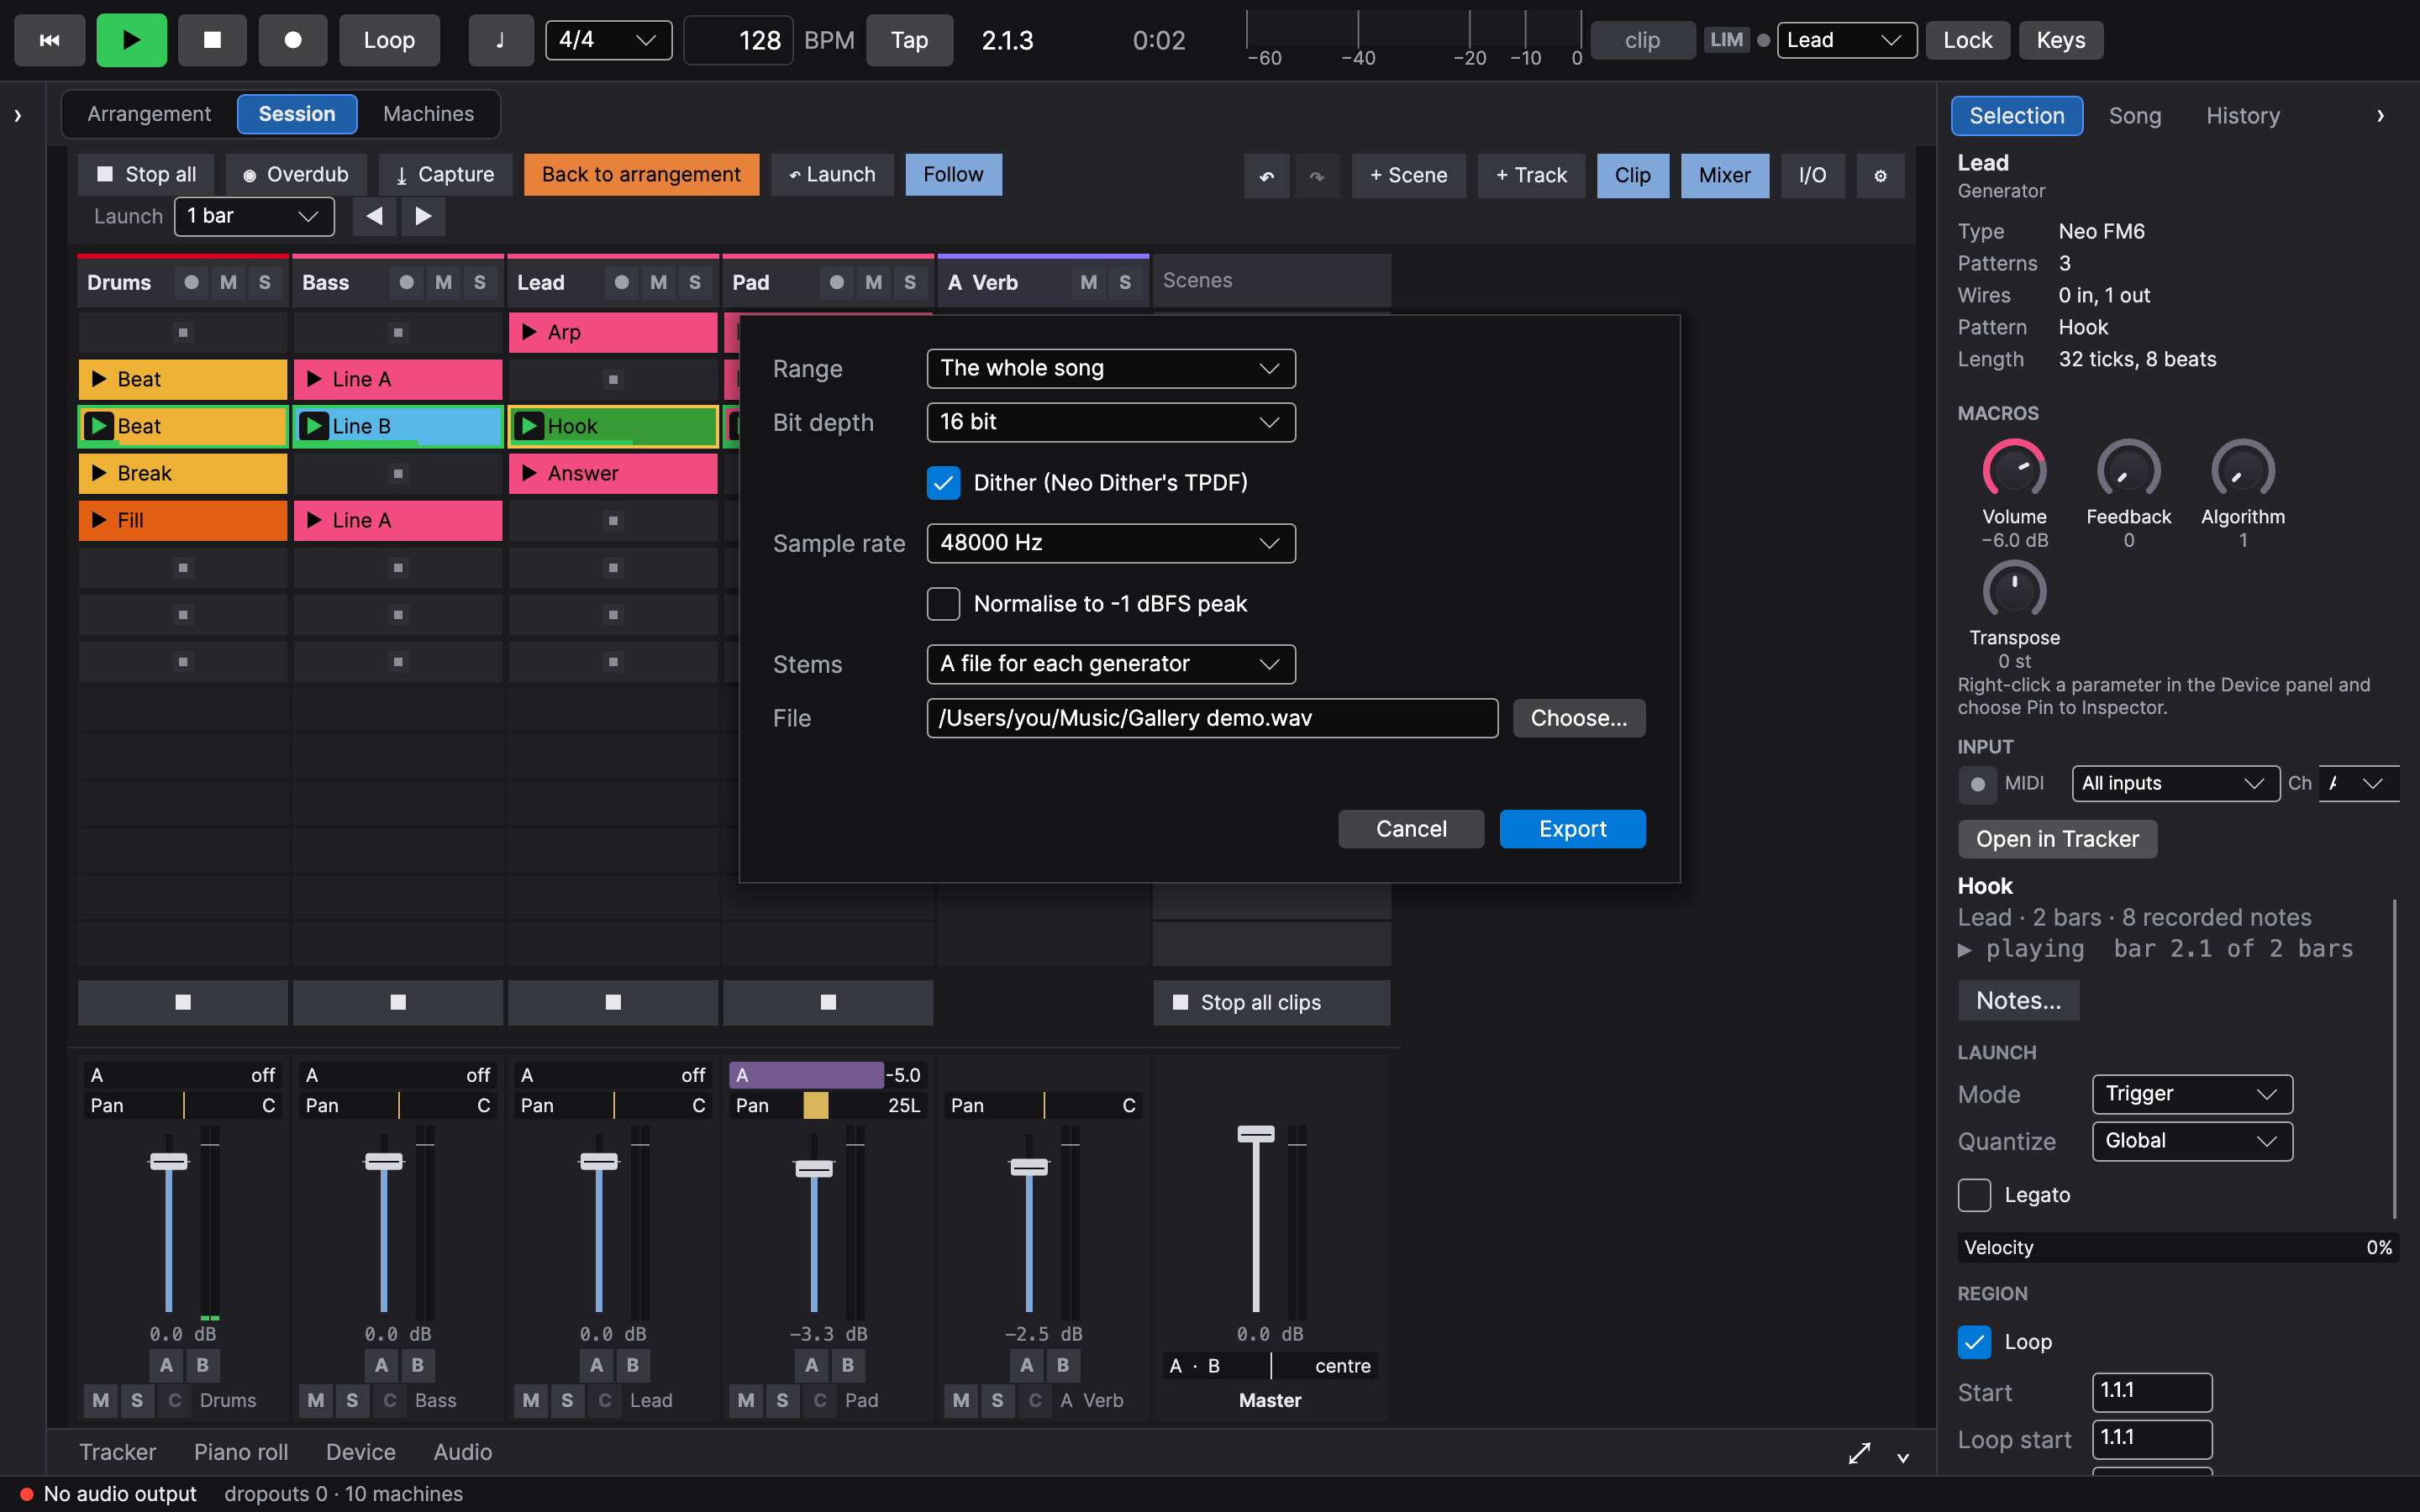 Loop 4/4 128 BPM Tap 2.1.3 0:02 −60 −40 −20 −10 0 clip LIM Lead Lock Keys
Arrangement Session Machines
Stop all Overdub Capture Back to arrangement Launch Follow + Scene + Track Clip Mixer I/O
Launch 1 bar
Drums M S Bass M S Lead M S Pad M S A Verb M S Scenes
Arp
Beat Line A
Beat Line B Hook
Break Answer
Fill Line A
Range The whole song
Bit depth 16 bit
Dither (Neo Dither's TPDF)
Sample rate 48000 Hz
Normalise to -1 dBFS peak
Stems A file for each generator
File /Users/you/Music/Gallery demo.wav Choose...
Cancel Export
Stop all clips
A off A off A off A -5.0
Pan C Pan C Pan C Pan 25L Pan C
0.0 dB 0.0 dB 0.0 dB −3.3 dB −2.5 dB 0.0 dB
A B A B A B A B A B A · B centre
M S C Drums M S C Bass M S C Lead M S C Pad M S C A Verb Master
Tracker Piano roll Device Audio
No audio output dropouts 0 · 10 machines
Selection Song History
Lead
Generator
Type Neo FM6
Patterns 3
Wires 0 in, 1 out
Pattern Hook
Length 32 ticks, 8 beats
MACROS
Volume Feedback Algorithm
−6.0 dB 0 1
Transpose
0 st
Right-click a parameter in the Device panel and
choose Pin to Inspector.
INPUT
MIDI All inputs Ch
Open in Tracker
Hook
Lead · 2 bars · 8 recorded notes
playing bar 2.1 of 2 bars
Notes...
LAUNCH
Mode Trigger
Quantize Global
Legato
Velocity 0%
REGION
Loop
Start 1.1.1
Loop start 1.1.1